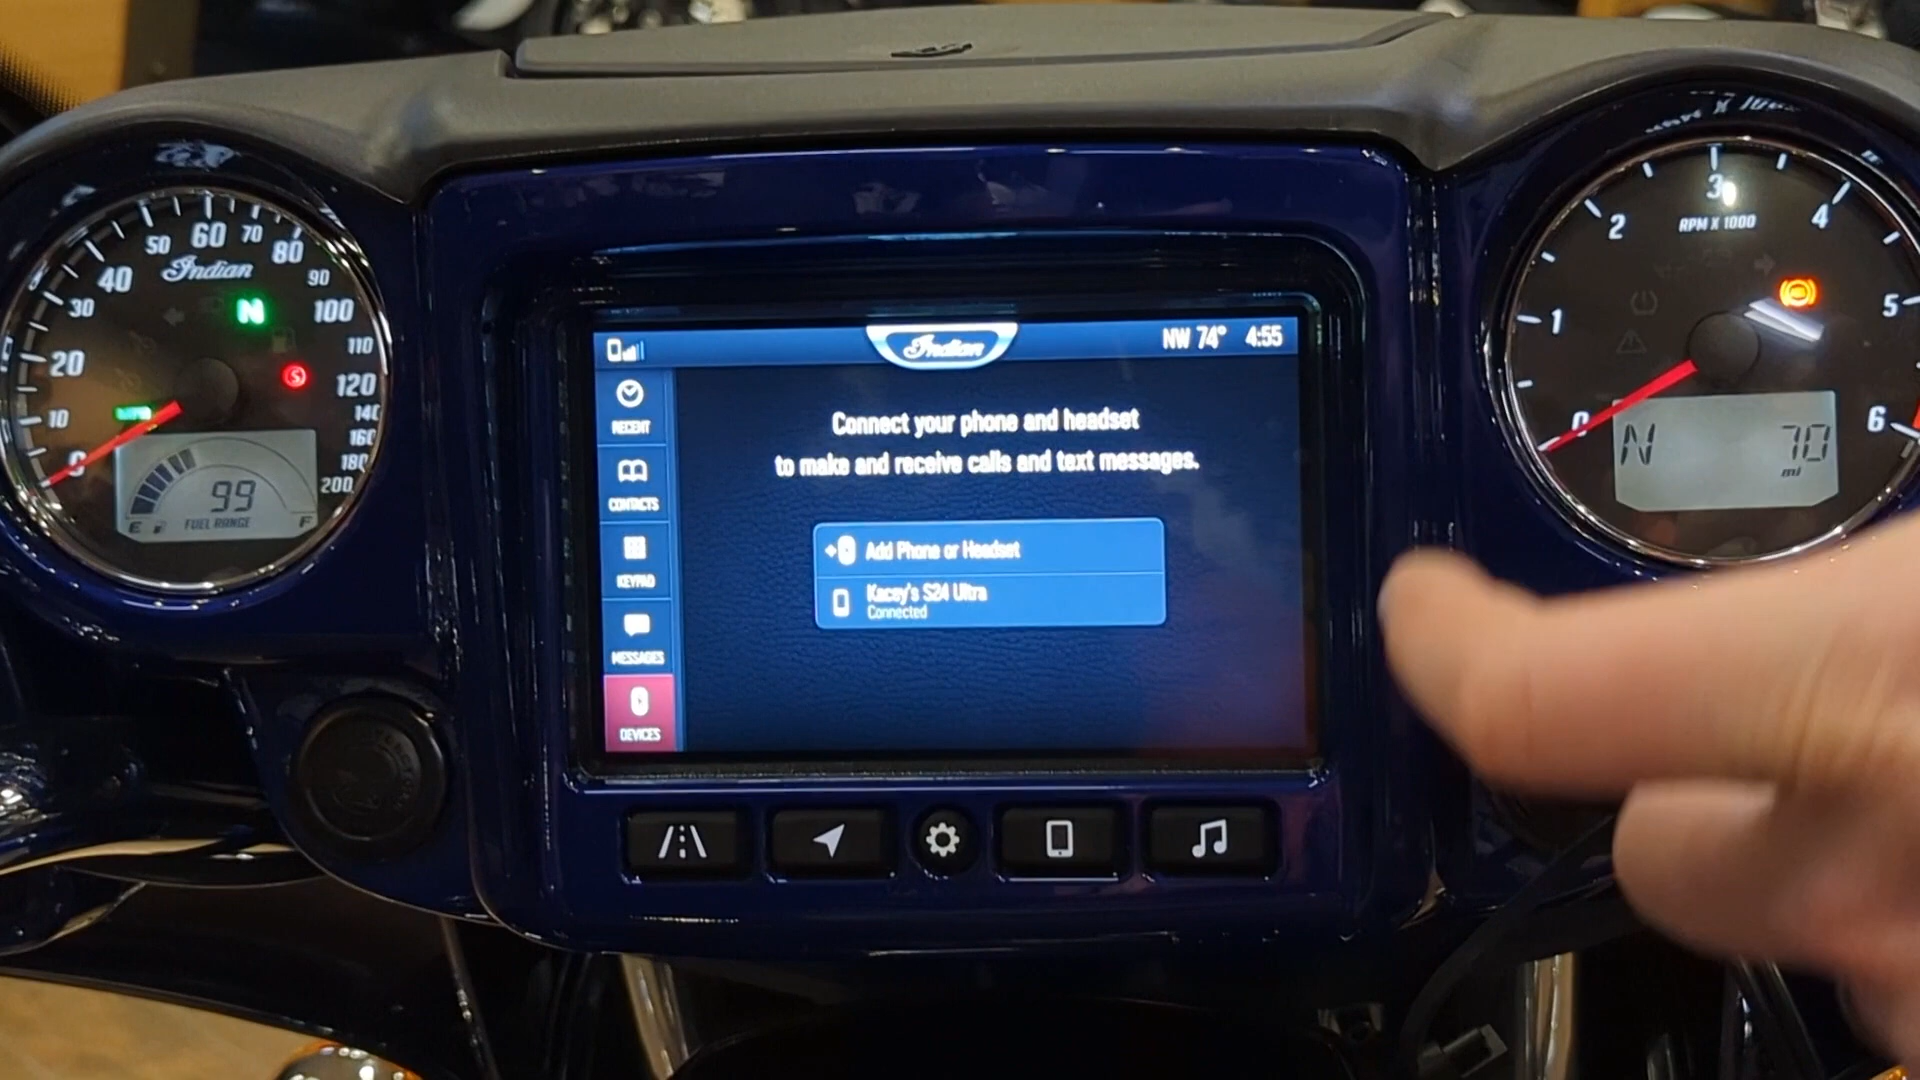 50 60 70 80
40 Indian 90
30 N 100
20 110
S 120
10 140
160
0 180
200
99
E FUEL RANGE F
Indian NW 74° 4:55
RECENT
CONTACTS
KEYPAD
MESSAGES
DEVICES
Connect your phone and headset
to make and receive calls and text messages.
Add Phone or Headset
Kacey's S24 Ultra
Connected
3
2 RPM X 1000 4
1 5
0 6
N 70
mi